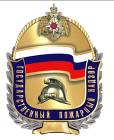 ГОСУДАРСТВЕННЫЙ ПОЖАРНЫЙ НАДЗОР